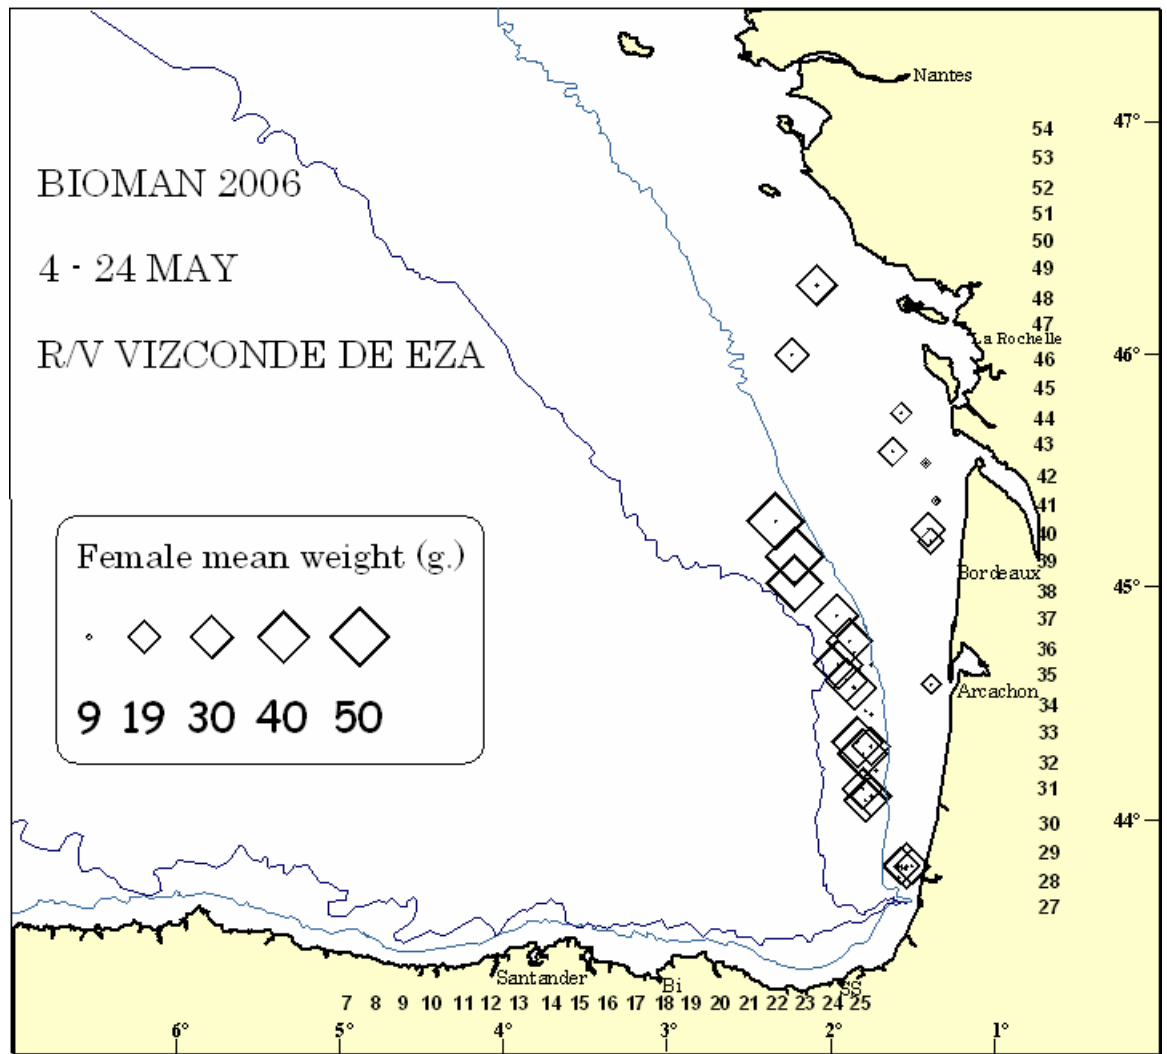 Nantes
47°
54
53
BIOMAN 2006
52
51
50
4 - 24 MAY
49
48
47
La Rochelle
R/V VIZCONDE DE EZA
46
46°
45
44
43
42
41
40
Female mean weight (g.)
39
Bordeaux
45°
38
37
36
35
Arcachon
34
9 19 30 40 50
33
32
31
44°
30
29
28
27
Santander
Bi
SS
7 8 9 10 11 12 13 14 15 16 17 18 19 20 21 22 23 24 25
6° 5° 4° 3° 2° 1°